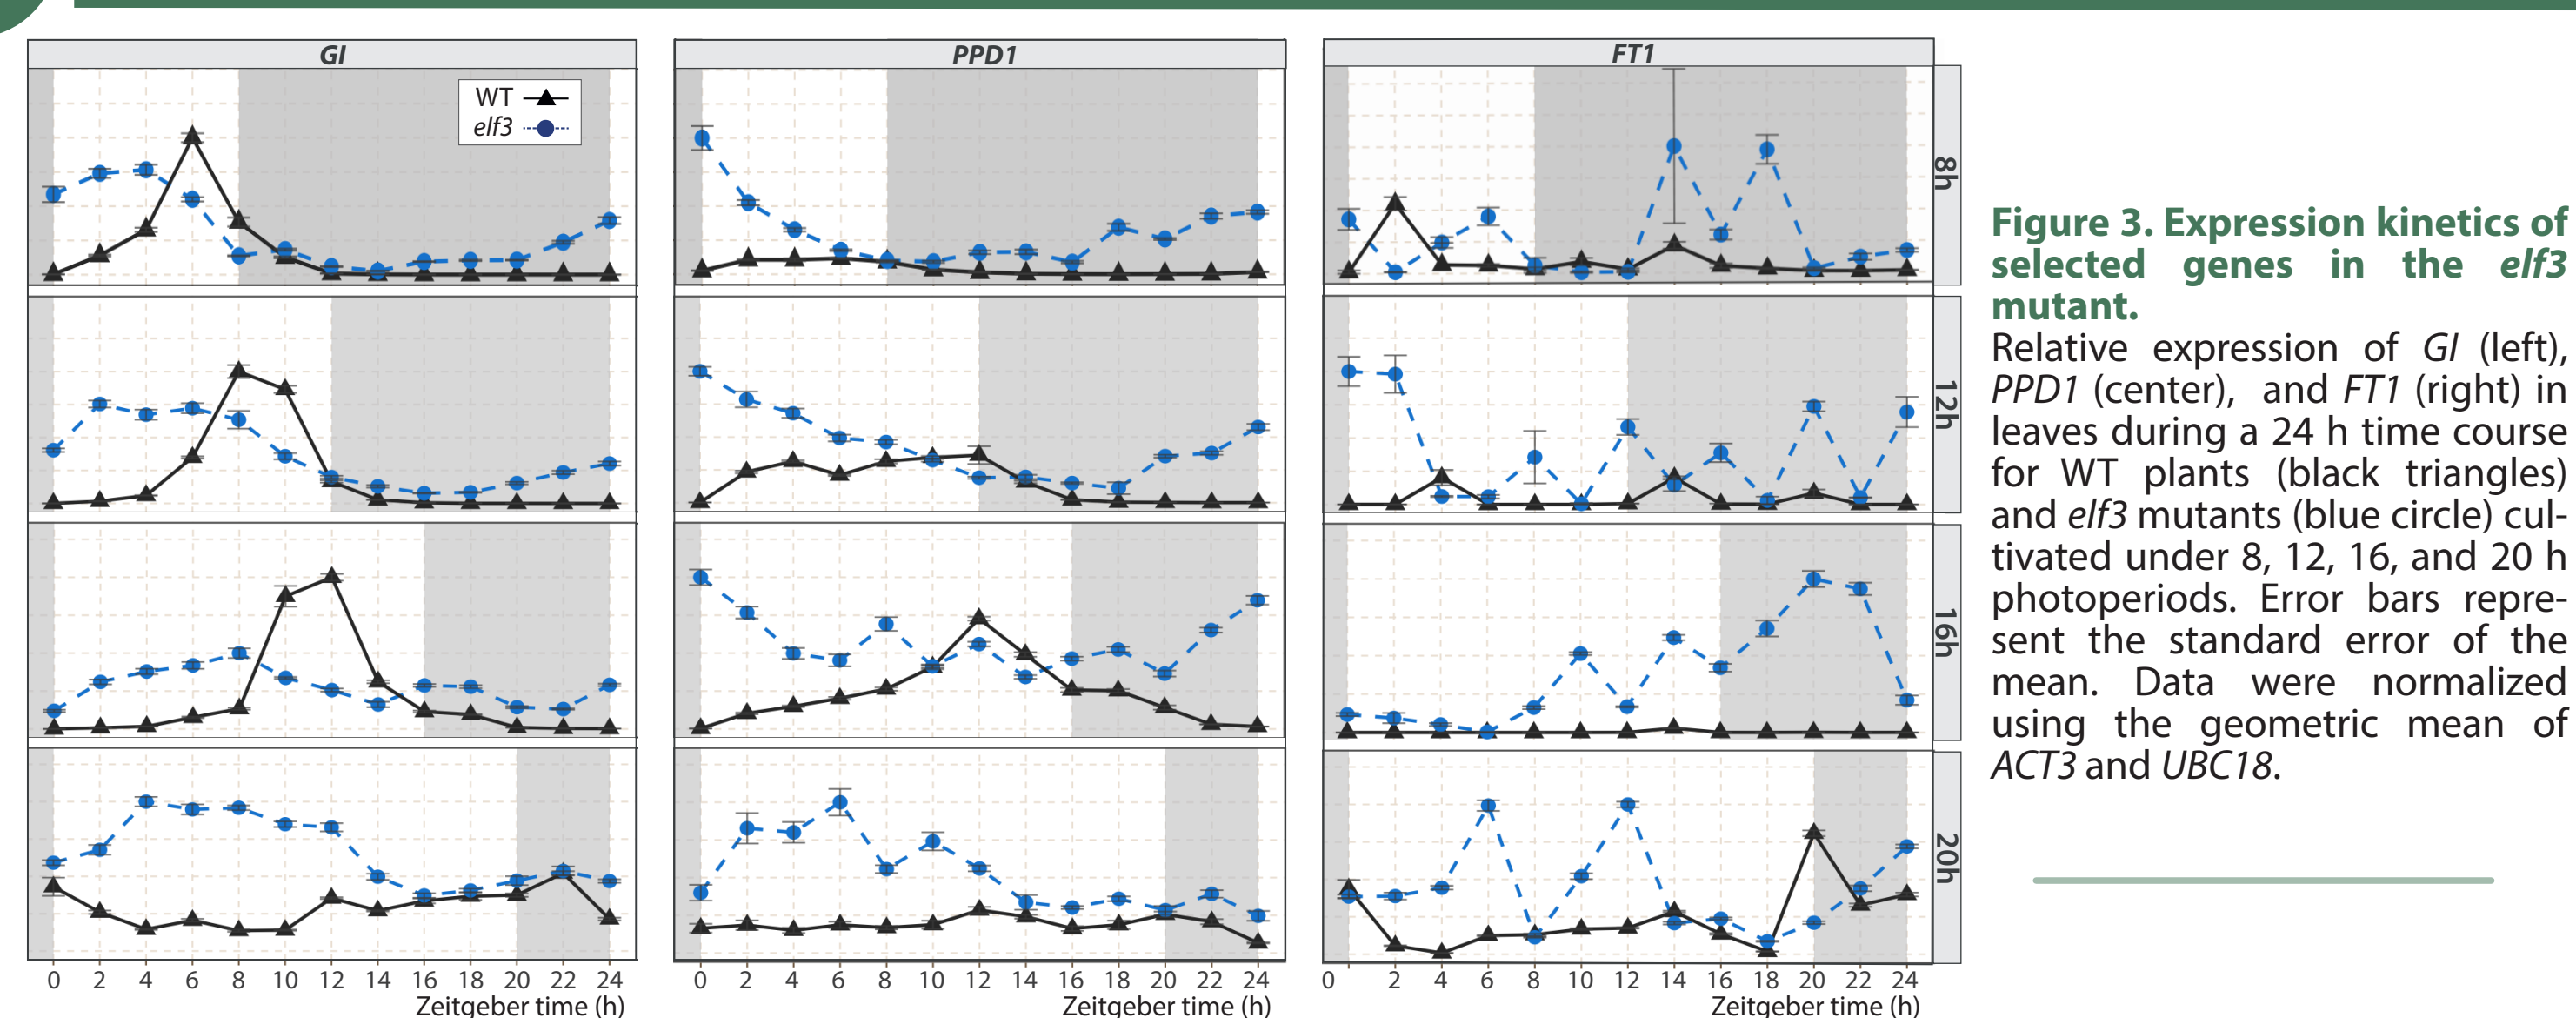 GI
PPD1
FT1
WT
elf3
8h
12h
16h
20h
0 2 4 6 8 10 12 14 16 18 20 22 24
Zeitgeber time (h)
0 2 4 6 8 10 12 14 16 18 20 22 24
Zeitgeber time (h)
0 2 4 6 8 10 12 14 16 18 20 22 24
Zeitgeber time (h)
Figure 3. Expression kinetics of
selected genes in the elf3
mutant.
Relative expression of GI (left),
PPD1 (center), and FT1 (right) in
leaves during a 24 h time course
for WT plants (black triangles)
and elf3 mutants (blue circle) cul-
tivated under 8, 12, 16, and 20 h
photoperiods. Error bars repre-
sent the standard error of the
mean. Data were normalized
using the geometric mean of
ACT3 and UBC18.